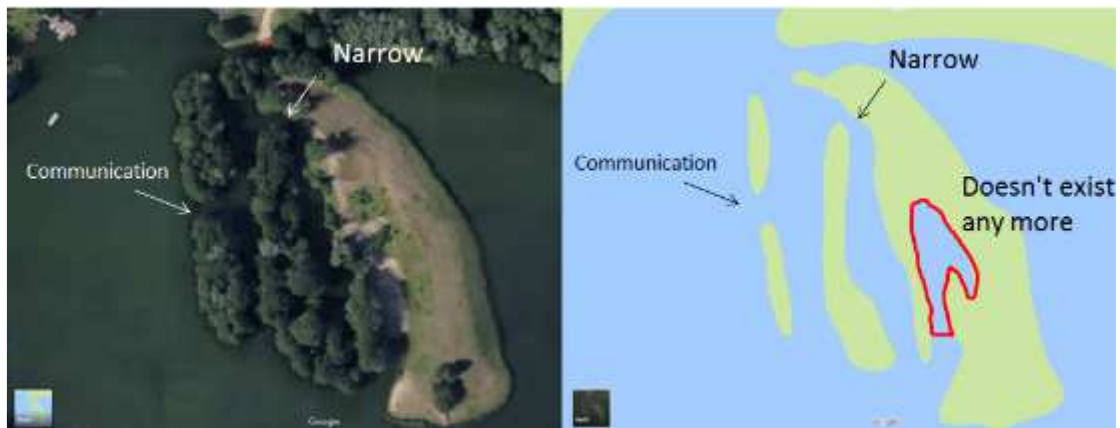 Narrow
Communication
Google
Narrow
Communication
Doesn't exist
any more